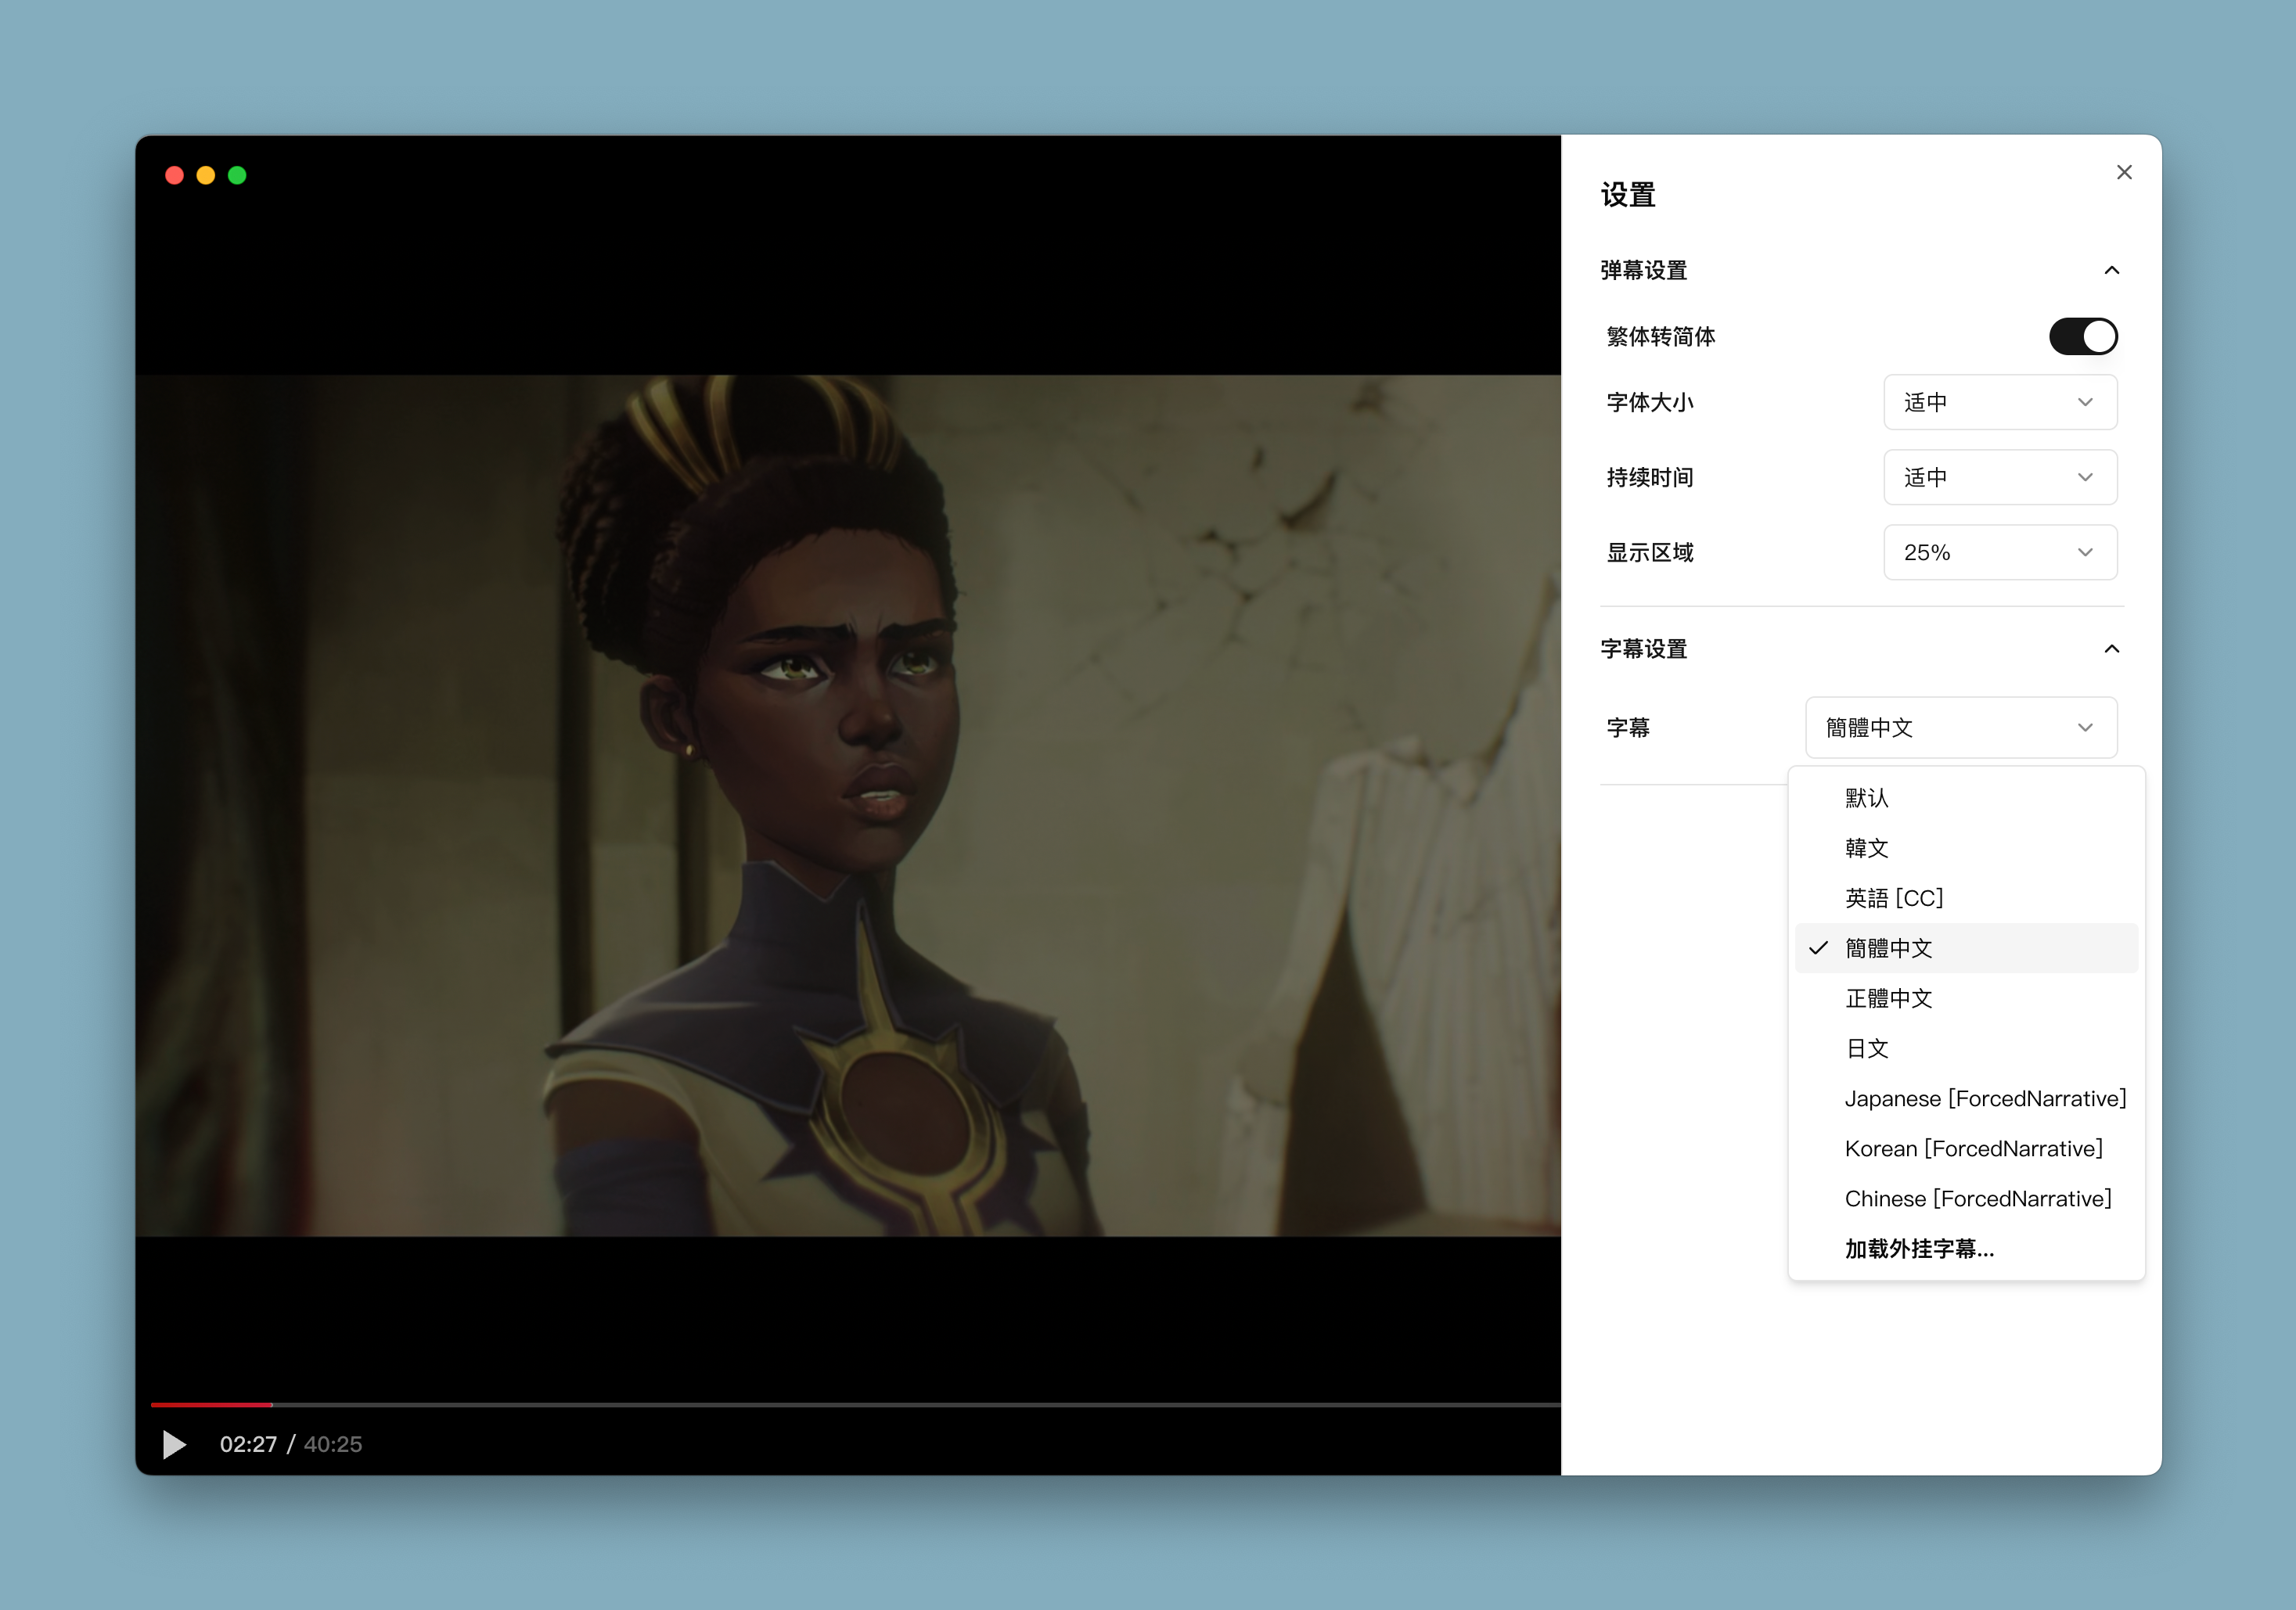 设置
弹幕设置
繁体转简体
字体大小 适中
持续时间 适中
显示区域 25%
字幕设置
字幕 簡體中文
默认
韓文
英語 [CC]
簡體中文
正體中文
日文
Japanese [ForcedNarrative]
Korean [ForcedNarrative]
Chinese [ForcedNarrative]
加载外挂字幕...
02:27 / 40:25